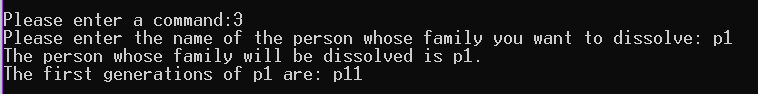 Please enter a command:3
Please enter the name of the person whose family you want to dissolve: p1
The person whose family will be dissolved is p1.
The first generations of p1 are: p11